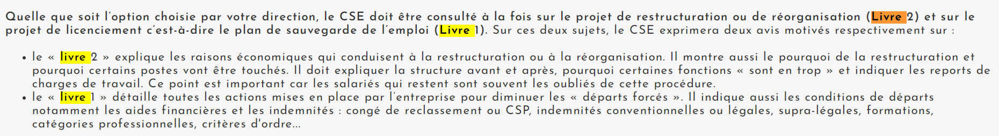 Quelle que soit l'option choisie par votre direction, le CSE doit être consulté à la fois sur le projet de restructuration ou de réorganisation (Livre 2) et sur le
projet de licenciement c'est-à-dire le plan de sauvegarde de l'emploi (Livre 1). Sur ces deux sujets, le CSE exprimera deux avis motivés respectivement sur :
• le « livre 2 » explique les raisons économiques qui conduisent à la restructuration ou à la réorganisation. Il montre aussi le pourquoi de la restructuration et
pourquoi certains postes vont être touchés. Il doit expliquer la structure avant et après, pourquoi certaines fonctions « sont en trop » et indiquer les reports de
charges de travail. Ce point est important car les salariés qui restent sont souvent les oubliés de cette procédure.
• le « livre 1 » détaille toutes les actions mises en place par l'entreprise pour diminuer les « départs forcés ». Il indique aussi les conditions de départs
notamment les aides financières et les indemnités : congé de reclassement ou CSP, indemnités conventionnelles ou légales, supra-légales, formations,
catégories professionnelles, critères d'ordre...